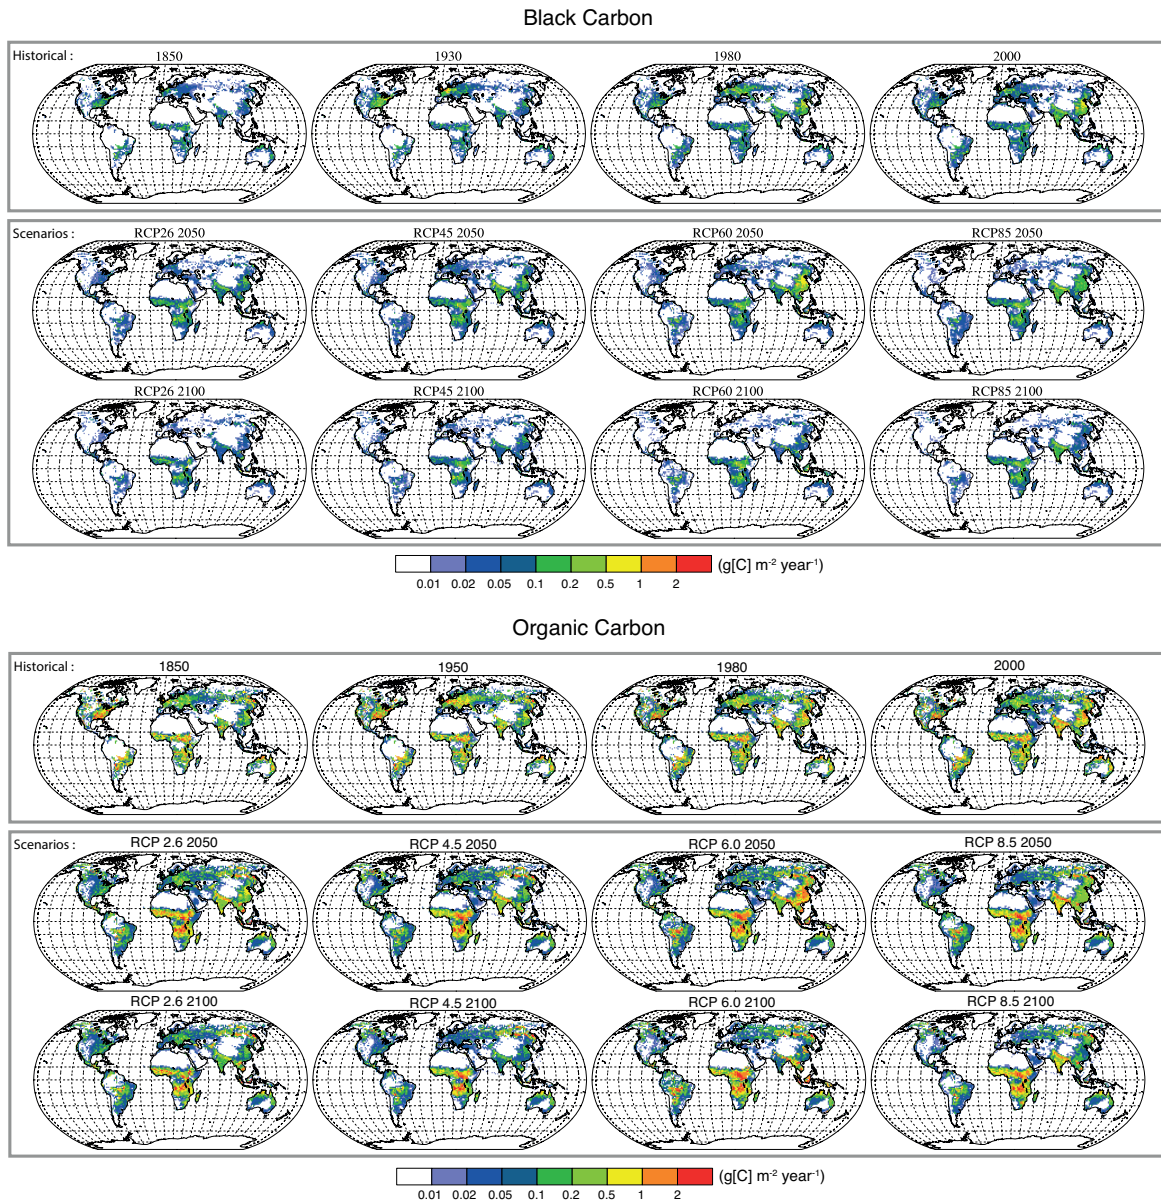 Black Carbon
Historical :
1850 1930 1980 2000
Scenarios :
RCP26 2050 RCP45 2050 RCP60 2050 RCP85 2050
RCP26 2100 RCP45 2100 RCP60 2100 RCP85 2100
0.01 0.02 0.05 0.1 0.2 0.5 1 2 (g[C] m-2 year-1)
Organic Carbon
Historical :
1850 1950 1980 2000
Scenarios :
RCP 2.6 2050 RCP 4.5 2050 RCP 6.0 2050 RCP 8.5 2050
RCP 2.6 2100 RCP 4.5 2100 RCP 6.0 2100 RCP 8.5 2100
0.01 0.02 0.05 0.1 0.2 0.5 1 2 (g[C] m-2 year-1)